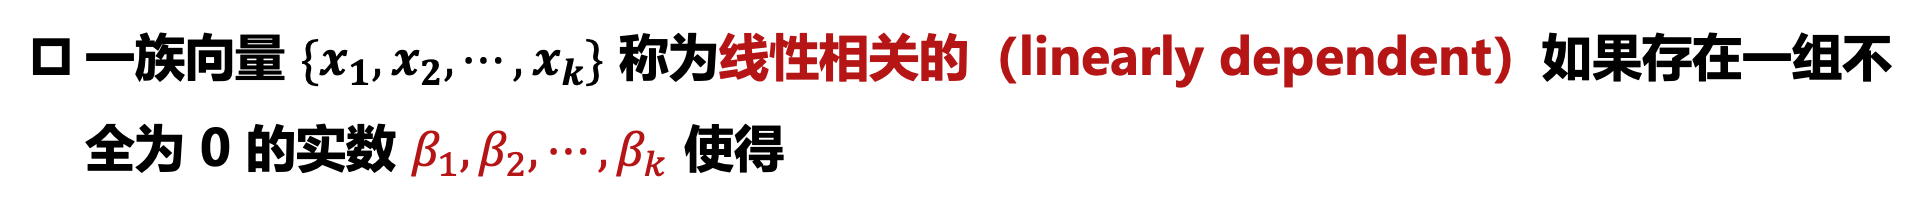 □ 一族向量 {x₁, x₂, ⋯, xₖ} 称为线性相关的（linearly dependent）如果存在一组不
全为 0 的实数 β₁, β₂, ⋯, βₖ 使得